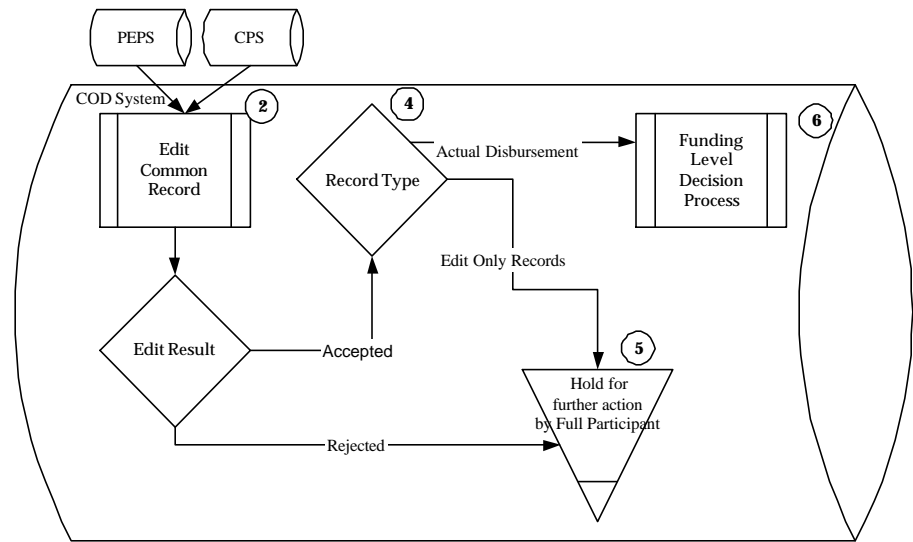 PEPS
CPS
COD System
2
Edit
Common
Record
4
Record Type
Actual Disbursement
6
Funding
Level
Decision
Process
Edit Only Records
Edit Result
Accepted
5
Hold for
further action
by Full Participant
Rejected